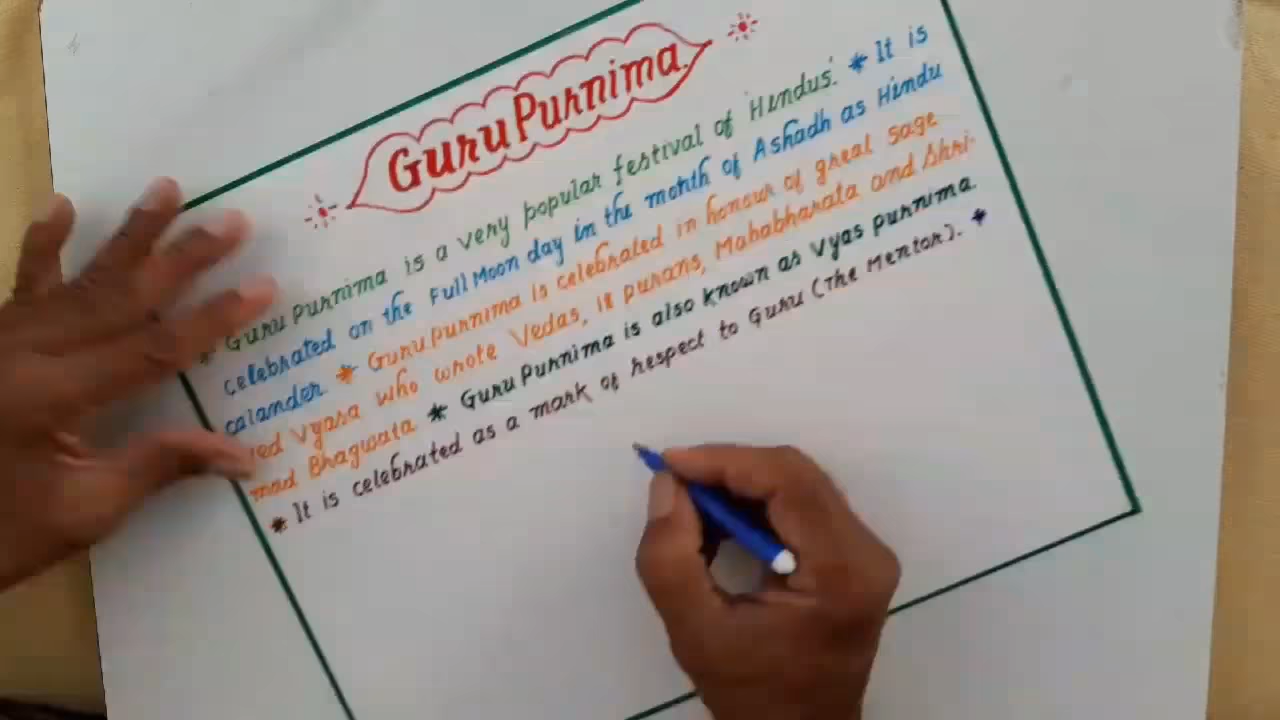 Guru Purnima
* Guru Purnima is a very popular festival of Hindus. * It is
celebrated on the Full Moon day in the month of Ashadh as Hindu
calander. * Guru Purnima is celebrated in honour of great sage
ved Vyasa who wrote Vedas, 18 purans, Mahabharata and Shri-
mad Bhagwata * Guru Purnima is also known as Vyas purnima.
* It is celebrated as a mark of respect to Guru (The Mentor). *